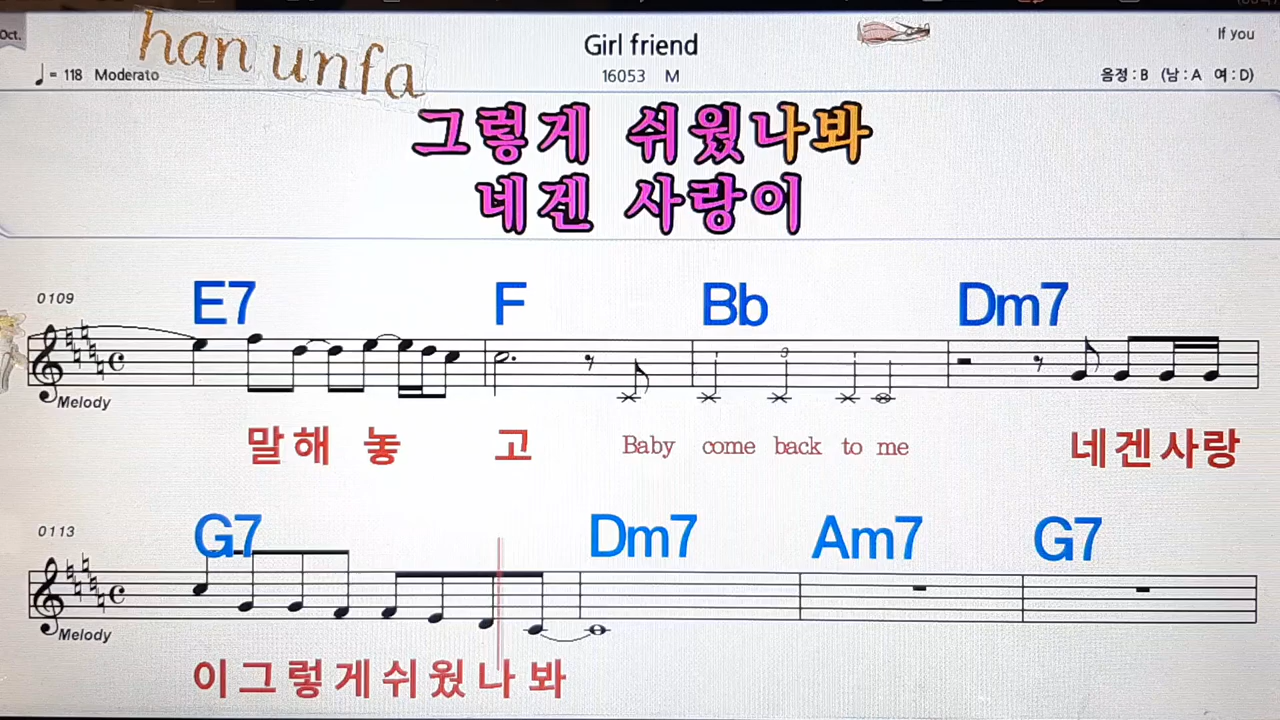 Oct.
han unfa
Girl friend
If you
♩= 118 Moderato
16053 M
음정 : B (남 : A 여 : D)
그렇게 쉬웠나봐
네겐 사랑이
0109
E7 F Bb Dm7
3
Melody
말해 놓 고 Baby come back to me 네겐사랑
0113
G7 Dm7 Am7 G7
Melody
이그렇게쉬웠나봐